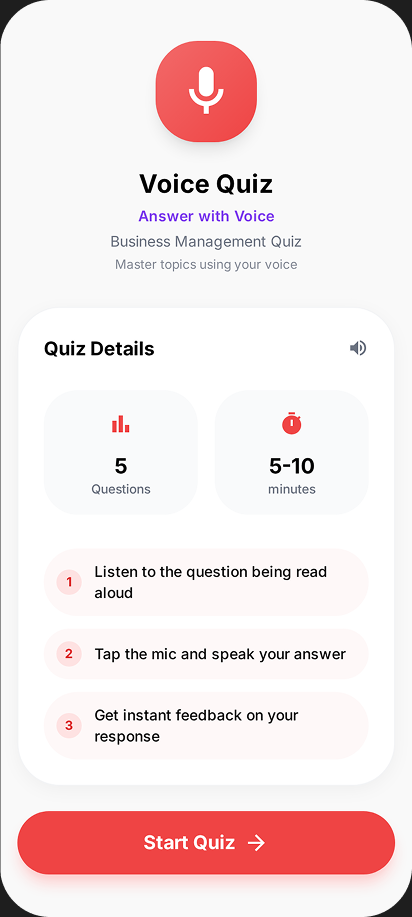 Voice Quiz
Answer with Voice
Business Management Quiz
Master topics using your voice
Quiz Details
5
Questions
5-10
minutes
1
Listen to the question being read
aloud
2
Tap the mic and speak your answer
3
Get instant feedback on your
response
Start Quiz